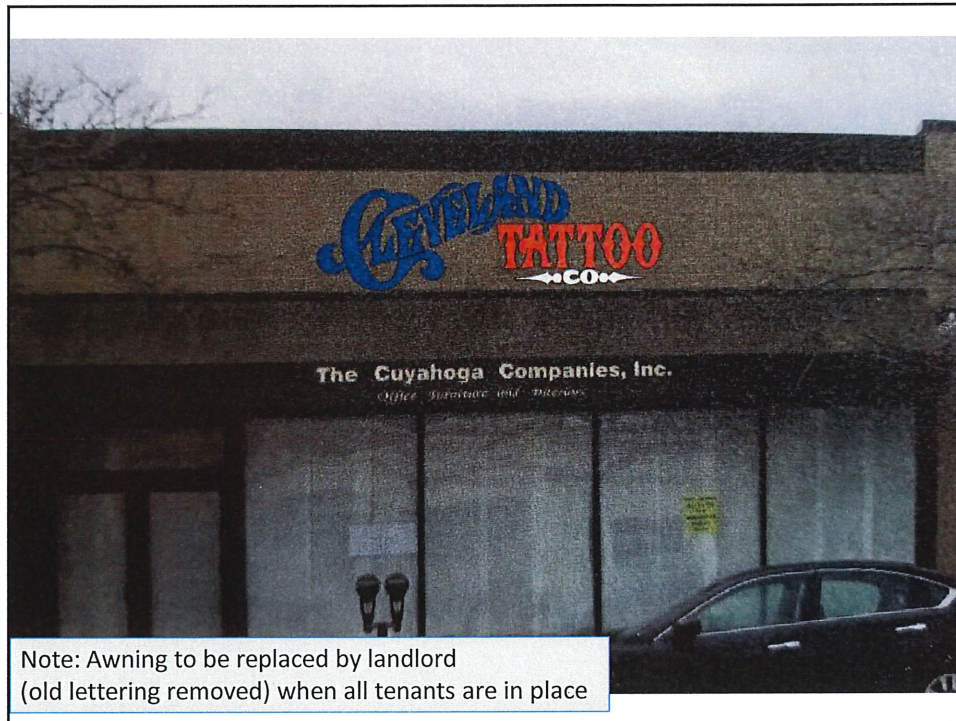 CLEVELAND
TATTOO
CO
The Cuyahoga Companies, Inc.
Office Furniture and Interiors
Note: Awning to be replaced by landlord
(old lettering removed) when all tenants are in place